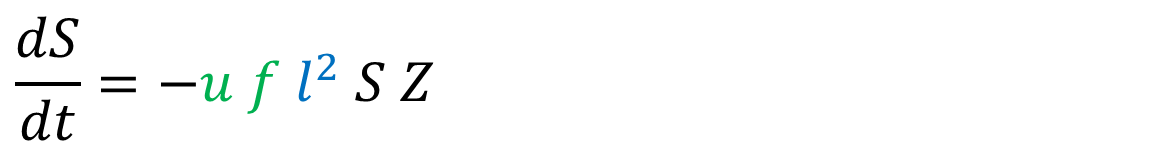 dS/dt = −u f l² S Z